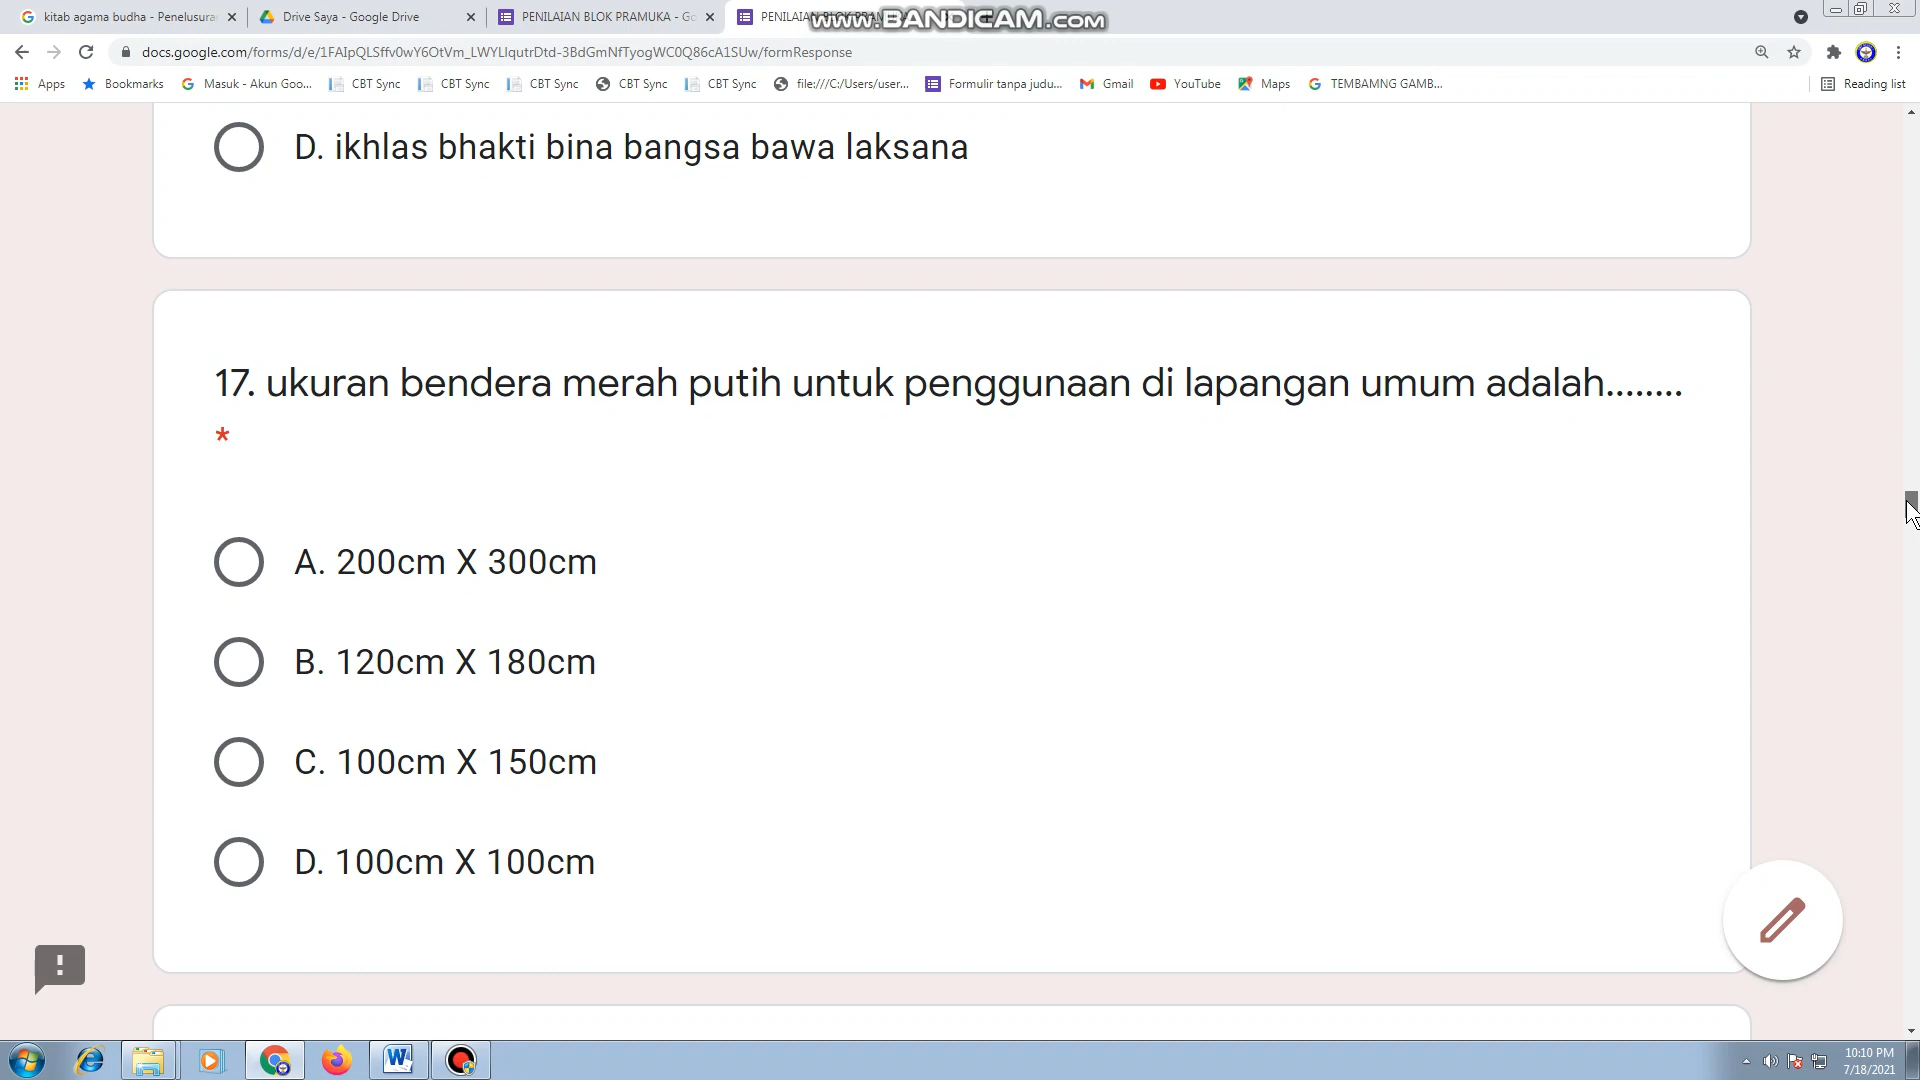 kitab agama budha - Penelusuran
Drive Saya - Google Drive
PENILAIAN BLOK PRAMUKA - Go
PENILAIAN BLOK PRAM
www.BANDICAM.com
docs.google.com/forms/d/e/1FAIpQLSffv0wY6OtVm_LWYLlqutrDtd-3BdGmNfTyogWC0Q86cA1SUw/formResponse
Apps
Bookmarks
Masuk - Akun Goo...
CBT Sync
CBT Sync
CBT Sync
CBT Sync
CBT Sync
file:///C:/Users/user...
Formulir tanpa judu...
Gmail
YouTube
Maps
TEMBAMNG GAMB...
Reading list
D. ikhlas bhakti bina bangsa bawa laksana
17. ukuran bendera merah putih untuk penggunaan di lapangan umum adalah........
*
A. 200cm X 300cm
B. 120cm X 180cm
C. 100cm X 150cm
D. 100cm X 100cm
10:10 PM
7/18/2021